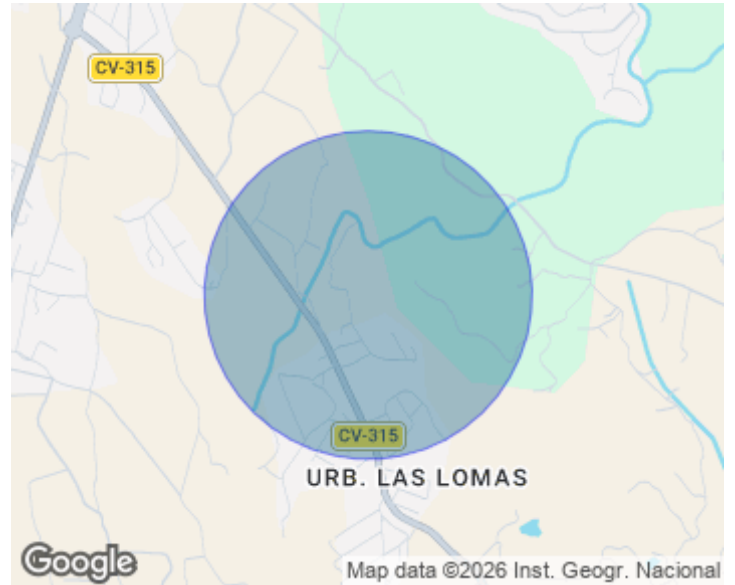 CV-315
CV-315
URB. LAS LOMAS
Google
Map data ©2026 Inst. Geogr. Nacional